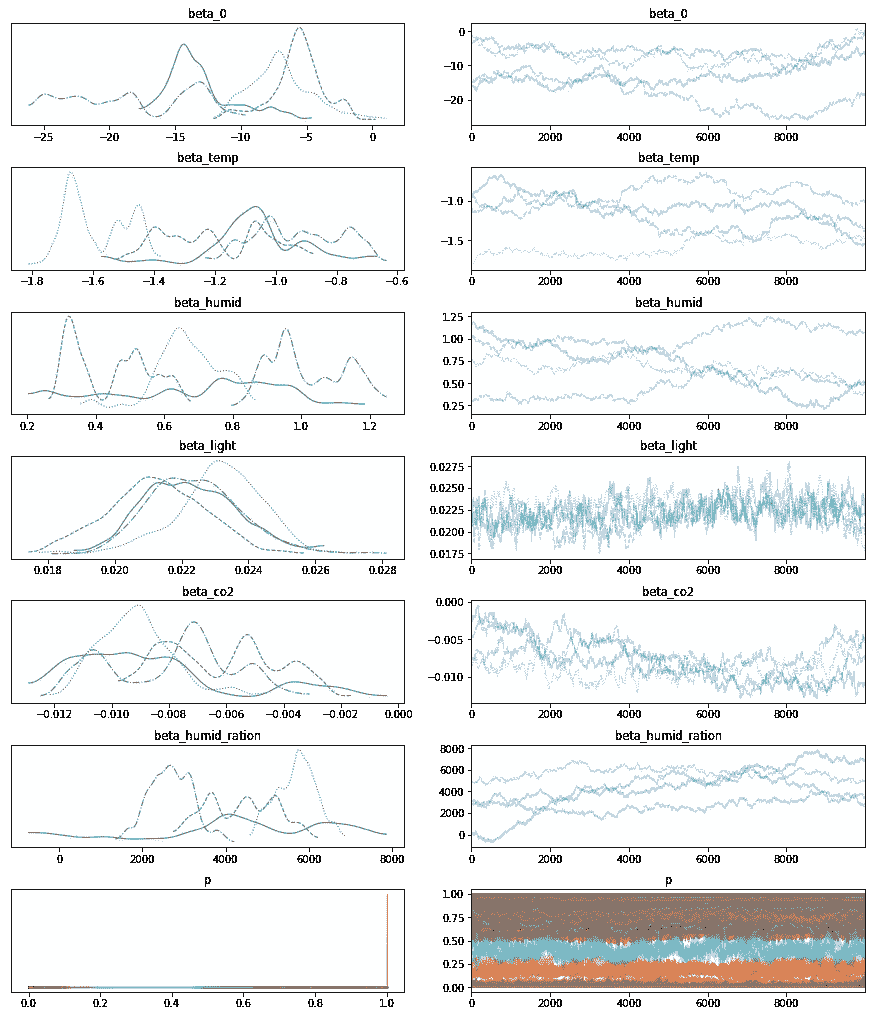 beta_0 beta_0
0
−10
−20
−25 −20 −15 −10 −5 0 0 2000 4000 6000 8000
beta_temp beta_temp
−1.0
−1.5
−1.8 −1.6 −1.4 −1.2 −1.0 −0.8 −0.6 0 2000 4000 6000 8000
beta_humid beta_humid
1.25
1.00
0.75
0.50
0.25
0.2 0.4 0.6 0.8 1.0 1.2 0 2000 4000 6000 8000
beta_light beta_light
0.0275
0.0250
0.0225
0.0200
0.0175
0.018 0.020 0.022 0.024 0.026 0.028 0 2000 4000 6000 8000
beta_co2 beta_co2
0.000
−0.005
−0.010
−0.012 −0.010 −0.008 −0.006 −0.004 −0.002 0.000 0 2000 4000 6000 8000
beta_humid_ration beta_humid_ration
8000
6000
4000
2000
0
0 2000 4000 6000 8000 0 2000 4000 6000 8000
p p
1.00
0.75
0.50
0.25
0.00
0.0 0.2 0.4 0.6 0.8 1.0 0 2000 4000 6000 8000